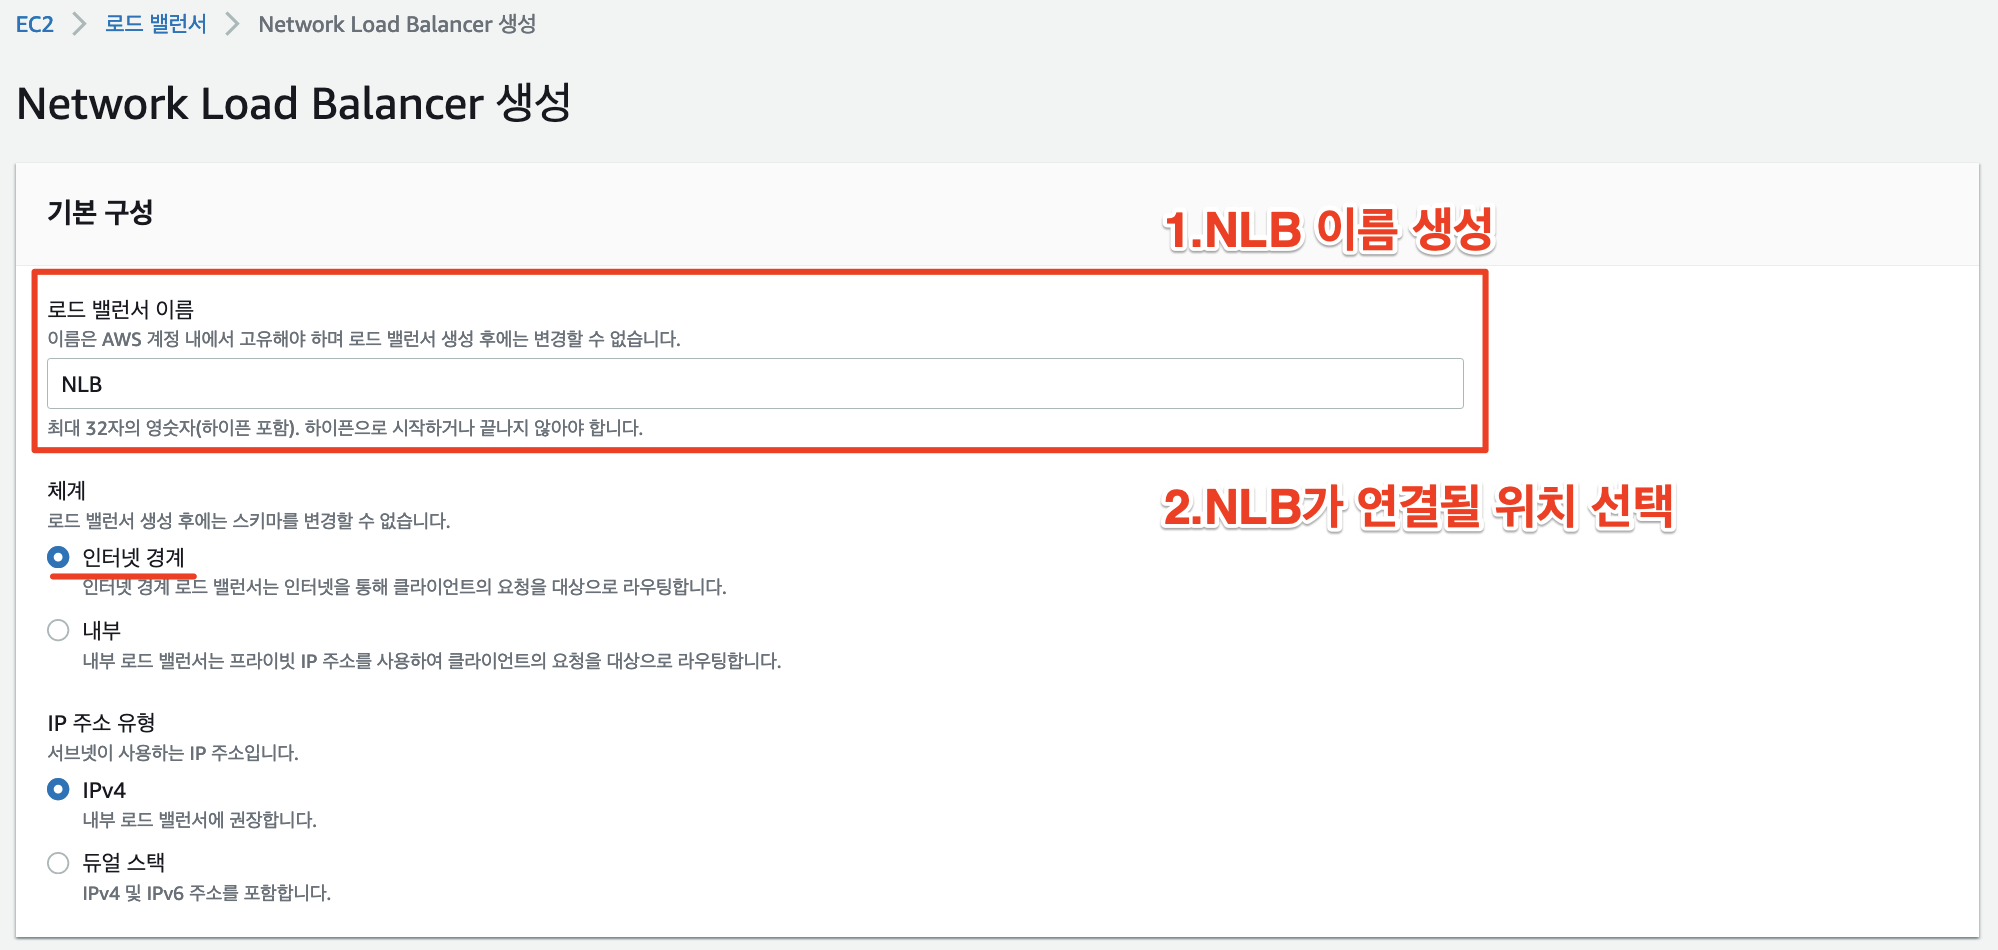 EC2 > 로드 밸런서 > Network Load Balancer 생성
Network Load Balancer 생성
기본 구성
1.NLB 이름 생성
로드 밸런서 이름
이름은 AWS 계정 내에서 고유해야 하며 로드 밸런서 생성 후에는 변경할 수 없습니다.
NLB
최대 32자의 영숫자(하이픈 포함). 하이픈으로 시작하거나 끝나지 않아야 합니다.
체계
2.NLB가 연결될 위치 선택
로드 밸런서 생성 후에는 스키마를 변경할 수 없습니다.
인터넷 경계
인터넷 경계 로드 밸런서는 인터넷을 통해 클라이언트의 요청을 대상으로 라우팅합니다.
내부
내부 로드 밸런서는 프라이빗 IP 주소를 사용하여 클라이언트의 요청을 대상으로 라우팅합니다.
IP 주소 유형
서브넷이 사용하는 IP 주소입니다.
IPv4
내부 로드 밸런서에 권장합니다.
듀얼 스택
IPv4 및 IPv6 주소를 포함합니다.